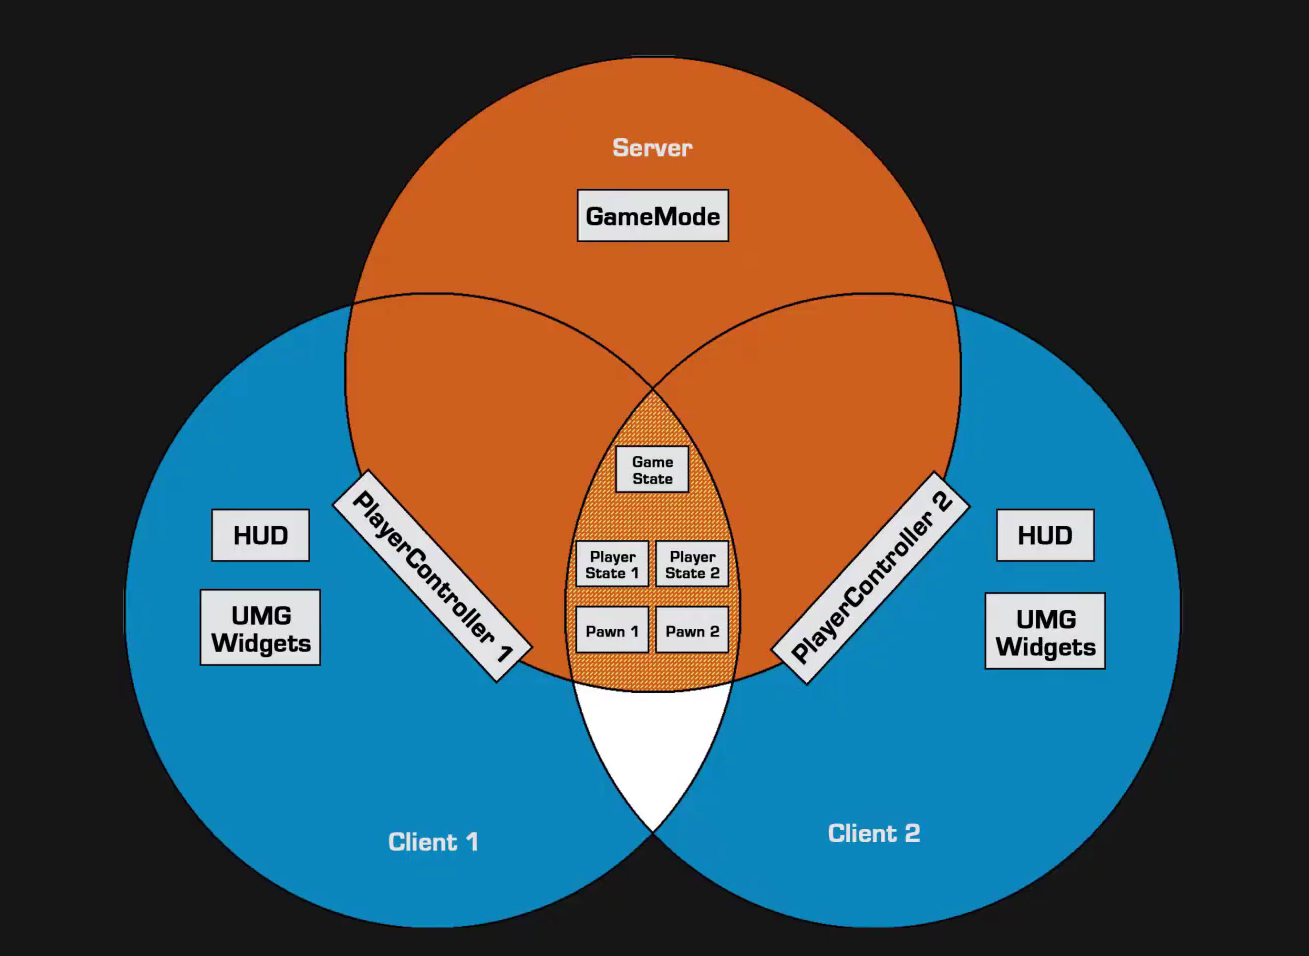 Server
GameMode
Game
State
Player
State 1
Player
State 2
Pawn 1
Pawn 2
PlayerController 1
PlayerController 2
HUD
UMG
Widgets
HUD
UMG
Widgets
Client 1
Client 2